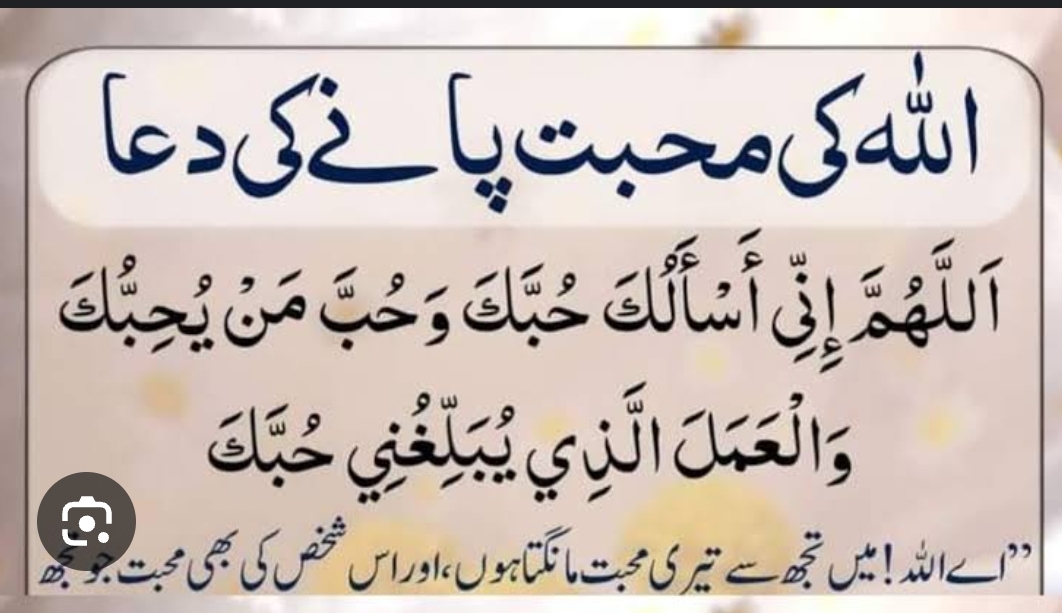 اللہ کی محبت پانے کی دعا
اَللَّهُمَّ إِنِّي أَسْأَلُكَ حُبَّكَ وَحُبَّ مَنْ يُحِبُّكَ
وَالْعَمَلَ الَّذِي يُبَلِّغُنِي حُبَّكَ
”اے اللہ! میں تجھ سے تیری محبت مانگتا ہوں، اور اس شخص کی بھی محبت جو تجھ